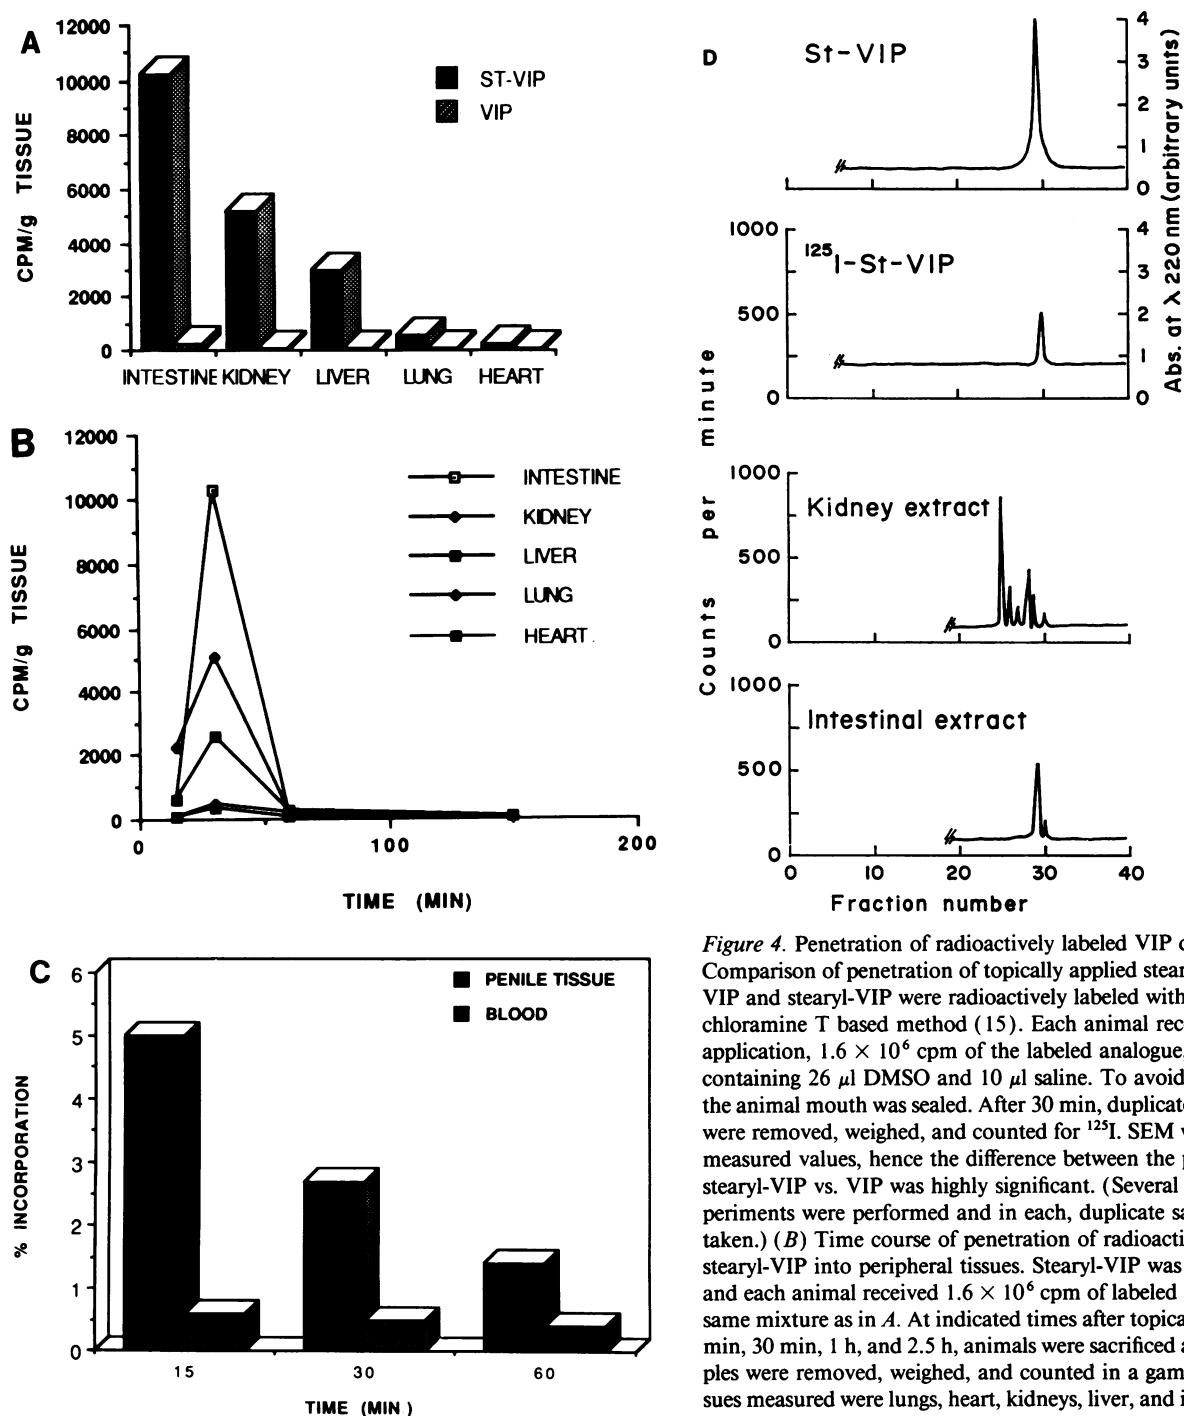 A
12000
10000
8000
6000
4000
2000
0
CPM/g TISSUE
ST-VIP
VIP
INTESTINE KIDNEY LIVER LUNG HEART
B
12000
10000
8000
6000
4000
2000
0
CPM/g TISSUE
INTESTINE
KIDNEY
LIVER
LUNG
HEART
0 100 200
TIME (MIN)
C
6
5
4
3
2
1
0
% INCORPORATION
PENILE TISSUE
BLOOD
15 30 60
TIME (MIN)
D
St-VIP
4
3
2
1
0
Abs. at λ 220 nm (arbitrary units)
125I-St-VIP
1000
500
0
4
3
2
1
0
Counts per minute
Kidney extract
1000
500
0
Intestinal extract
1000
500
0
0 10 20 30 40
Fraction number
Figure 4. Penetration of radioactively labeled VIP
Comparison of penetration of topically applied stear
VIP and stearyl-VIP were radioactively labeled with
chloramine T based method (15). Each animal rec
application, 1.6 × 10⁶ cpm of the labeled analogue,
containing 26 μl DMSO and 10 μl saline. To avoid
the animal mouth was sealed. After 30 min, duplicate
were removed, weighed, and counted for ¹²⁵I. SEM
measured values, hence the difference between the
stearyl-VIP vs. VIP was highly significant. (Several
periments were performed and in each, duplicate sa
taken.) (B) Time course of penetration of radioacti
stearyl-VIP into peripheral tissues. Stearyl-VIP was
and each animal received 1.6 × 10⁶ cpm of labeled
same mixture as in A. At indicated times after topica
min, 30 min, 1 h, and 2.5 h, animals were sacrificed
ples were removed, weighed, and counted in a gam
sues measured were lungs, heart, kidneys, liver, and